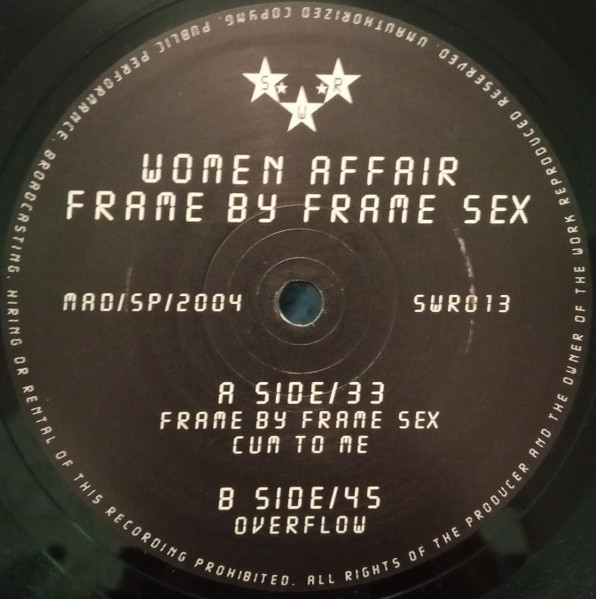 S R
W
WOMEN AFFAIR
FRAME BY FRAME SEX
MAD/SP/2004 SWR013
A SIDE/33
FRAME BY FRAME SEX
CUM TO ME
B SIDE/45
OVERFLOW
ALL RIGHTS OF THE PRODUCER AND THE OWNER OF THE WORK REPRODUCED RESERVED. UNAUTHORIZED COPYNG, PUBLIC PERFORMANCE, BROADCASTING, HIRING OR RENTAL OF THIS RECORDING PROHIBITED.